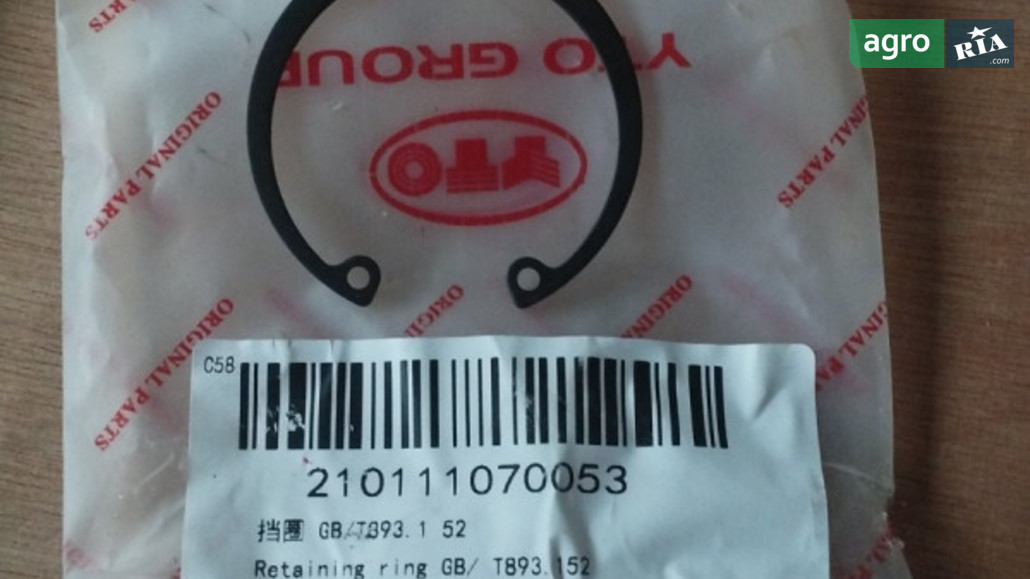 agro RIA .com
YTO GROUP
YTO
ORIGINAL PARTS
ORIGINAL PARTS
ORIGINAL PARTS
ORIGINAL PARTS
C58
210111070053
挡圈 GB/T893.1 52
Retaining ring GB/ T893.152